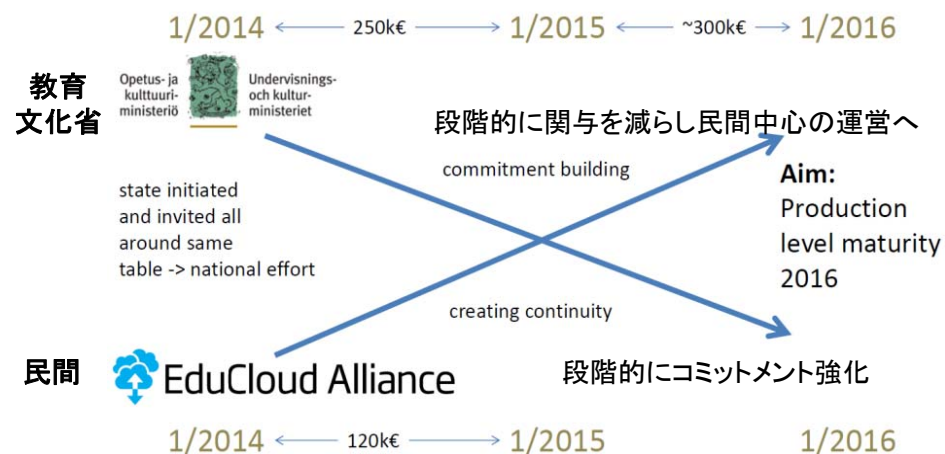 1/2014 250k€ 1/2015 ~300k€ 1/2016
教育
文化省
Opetus- ja
kulttuuri-
ministeriö
Undervisnings-
och kultur-
ministeriet
段階的に関与を減らし民間中心の運営へ
commitment building
state initiated
and invited all
around same
table -> national effort
Aim:
Production
level maturity
2016
creating continuity
民間
EduCloud Alliance
段階的にコミットメント強化
1/2014 120k€ 1/2015 1/2016